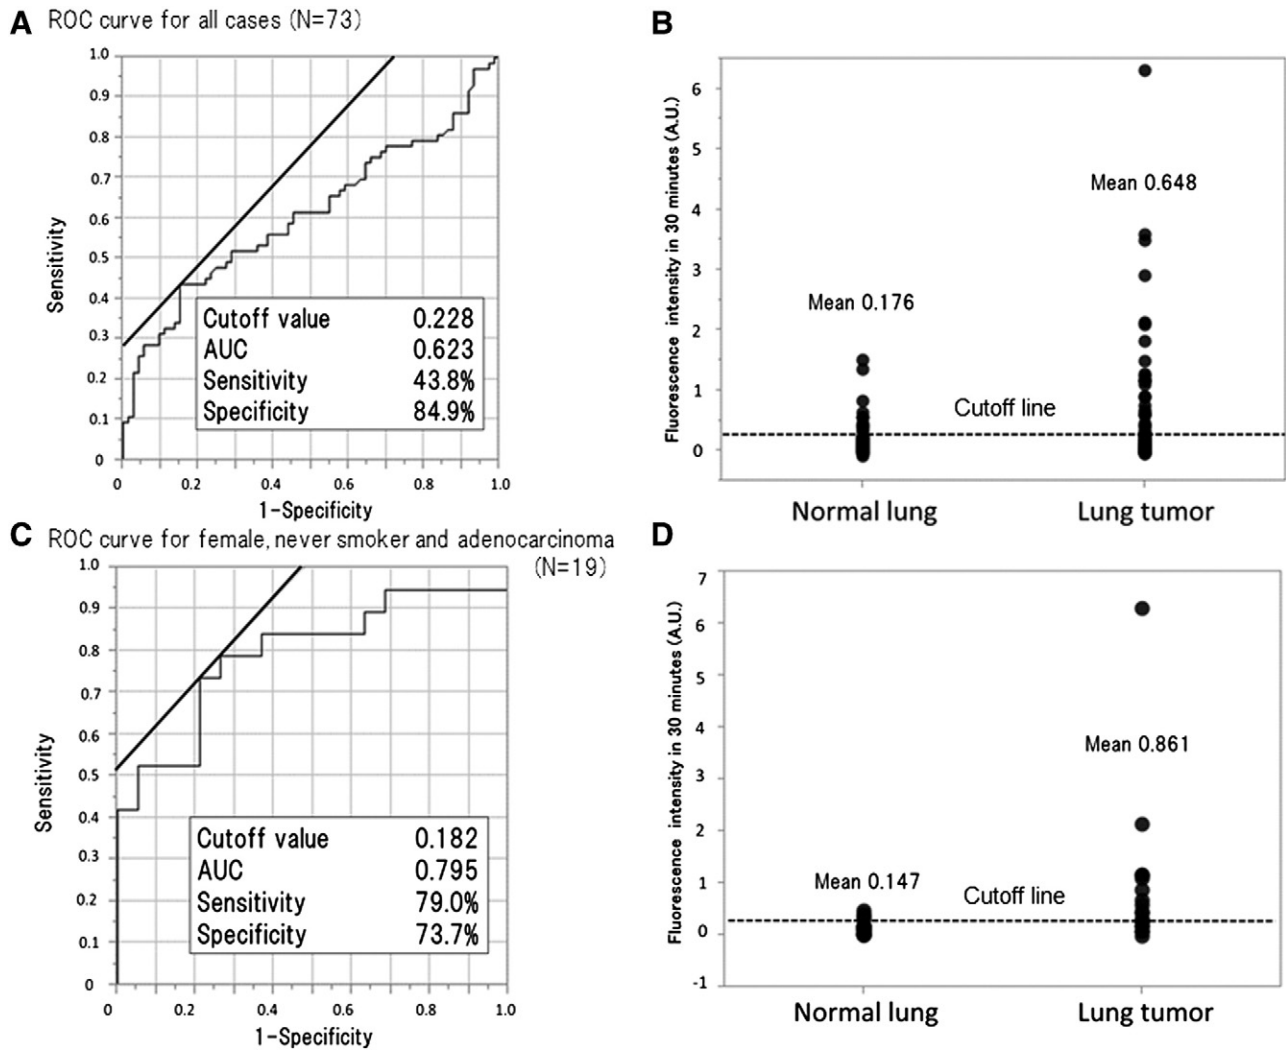 A ROC curve for all cases (N=73)
Sensitivity
1.0
0.9
0.8
0.7
0.6
0.5
0.4
0.3
0.2
0.1
0
Cutoff value 0.228
AUC 0.623
Sensitivity 43.8%
Specificity 84.9%
0 0.2 0.4 0.6 0.8 1.0
1-Specificity
B
Fluorescence intensity in 30 minutes (A.U.)
6
5
4
3
2
1
0
Mean 0.648
Mean 0.176
Cutoff line
Normal lung Lung tumor
C ROC curve for female, never smoker and adenocarcinoma
(N=19)
Sensitivity
1.0
0.9
0.8
0.7
0.6
0.5
0.4
0.3
0.2
0.1
0
Cutoff value 0.182
AUC 0.795
Sensitivity 79.0%
Specificity 73.7%
0 0.2 0.4 0.6 0.8 1.0
1-Specificity
D
Fluorescence intensity in 30 minutes (A.U.)
7
6
5
4
3
2
1
0
-1
Mean 0.861
Mean 0.147
Cutoff line
Normal lung Lung tumor